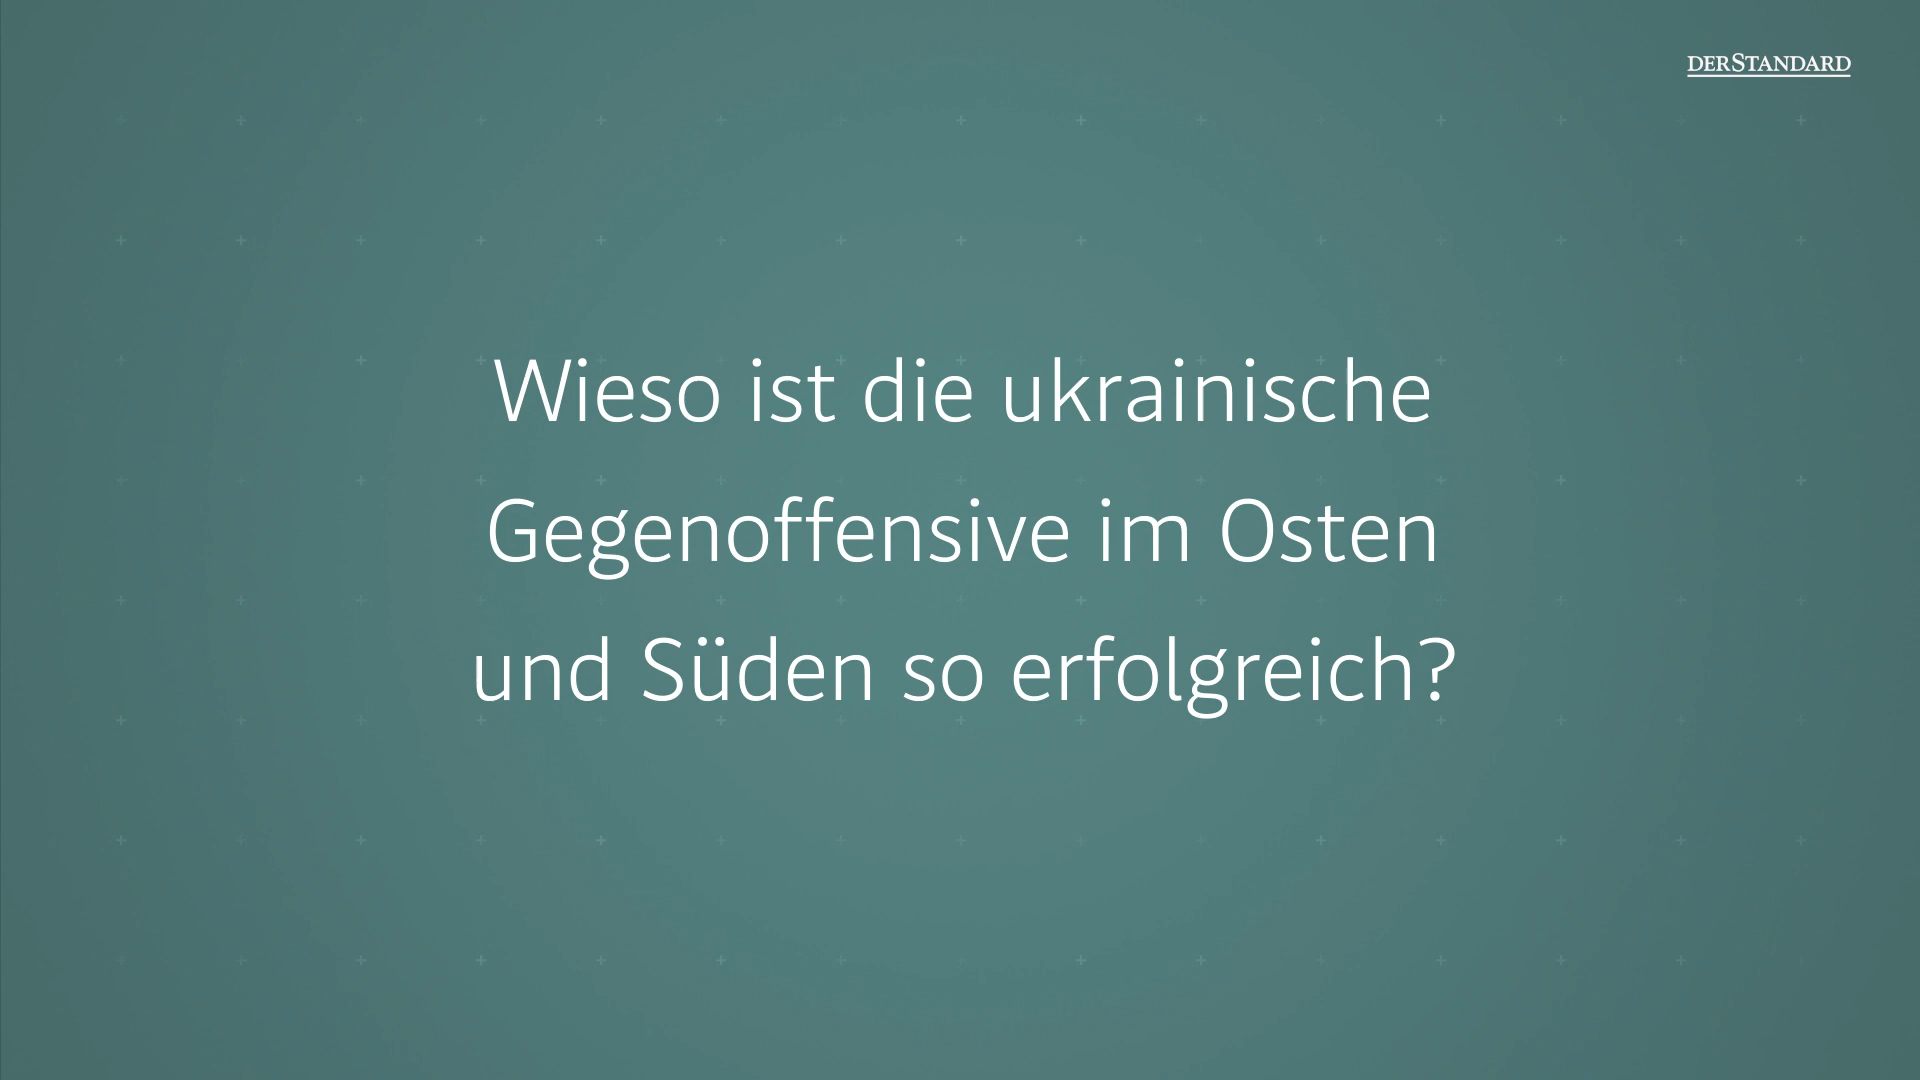 DERSTANDARD
Wieso ist die ukrainische
Gegenoffensive im Osten
und Süden so erfolgreich?